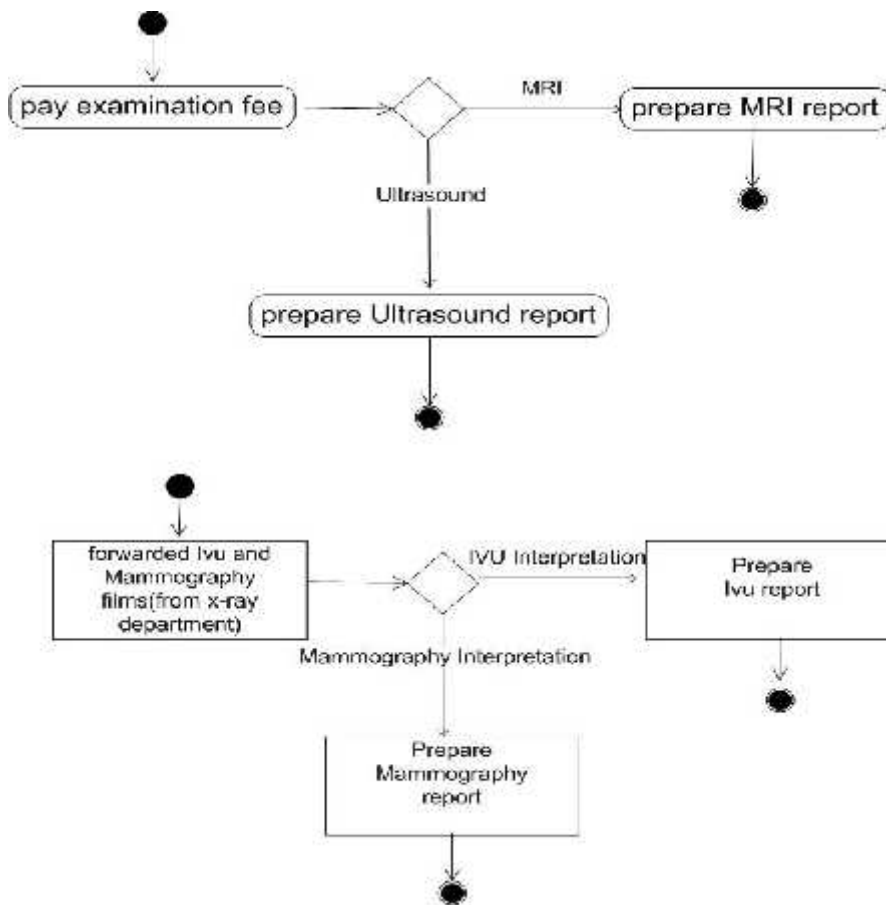 MRI
pay examination fee
prepare MRI report
Ultrasound
prepare Ultrasound report
forwarded Ivu and
Mammography
films(from x-ray
department)
IVU Interpretation
Prepare
Ivu report
Mammography Interpretation
Prepare
Mammography
report